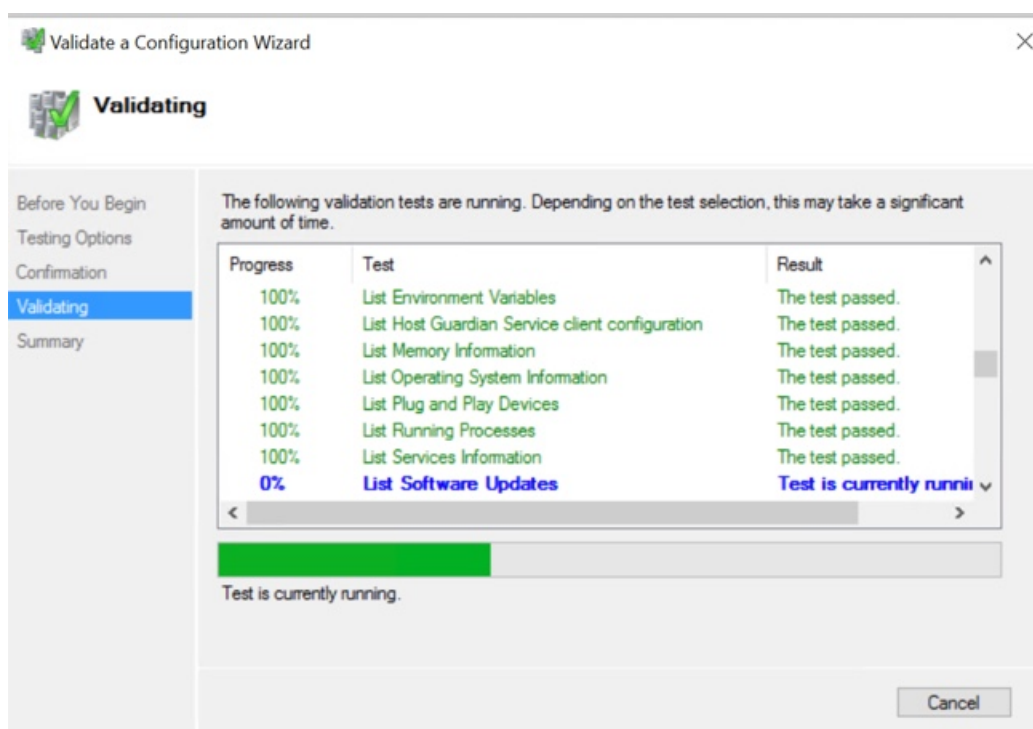 Validate a Configuration Wizard
Validating
Before You Begin
Testing Options
Confirmation
Validating
Summary
The following validation tests are running. Depending on the test selection, this may take a significant
amount of time.
Progress Test Result
100% List Environment Variables The test passed.
100% List Host Guardian Service client configuration The test passed.
100% List Memory Information The test passed.
100% List Operating System Information The test passed.
100% List Plug and Play Devices The test passed.
100% List Running Processes The test passed.
100% List Services Information The test passed.
0% List Software Updates Test is currently
Test is currently running.
Cancel